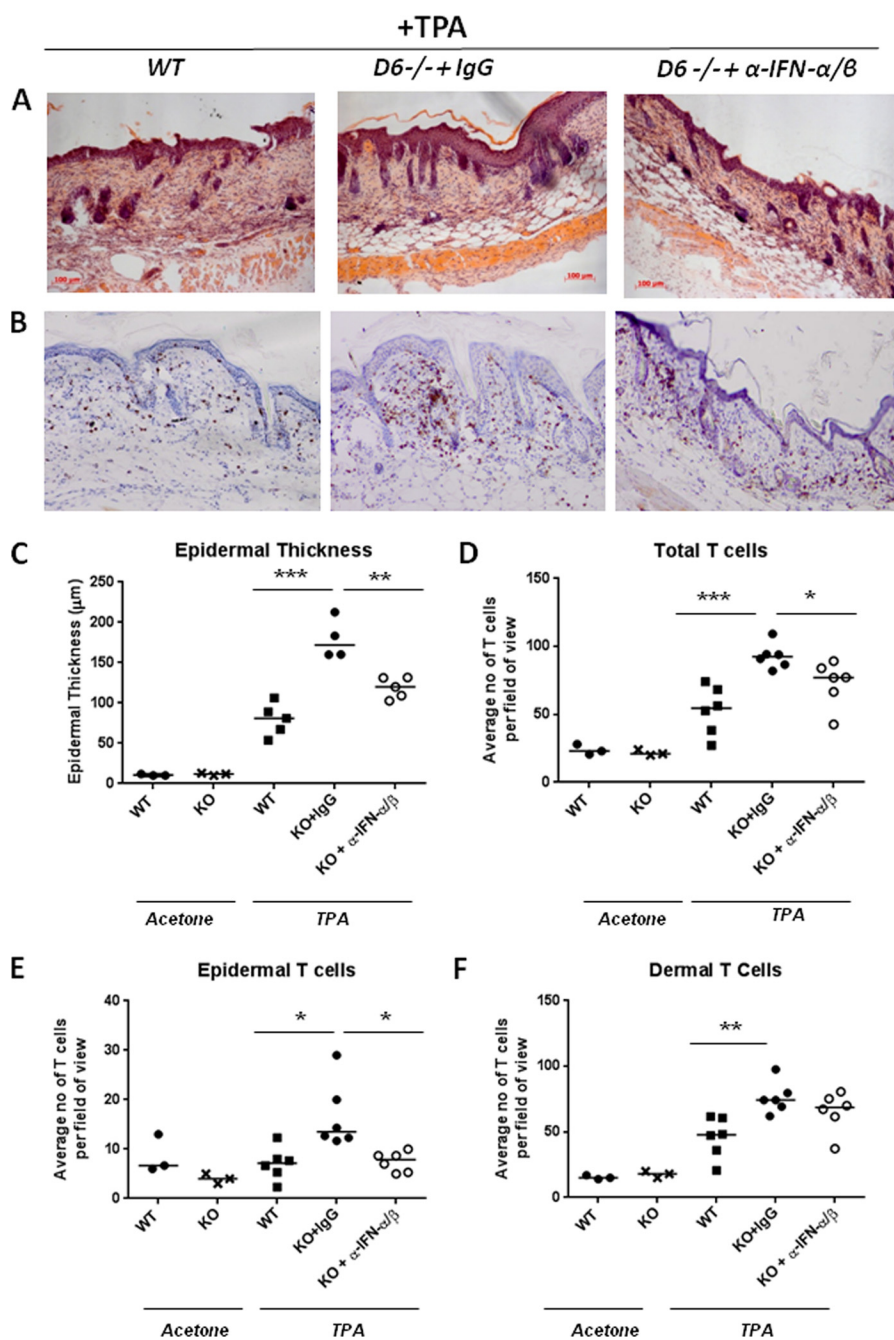 +TPA
WT D6-/-+ IgG D6 -/-+ α-IFN-α/β
A
100 μm 100 μm 100 μm
B
C
Epidermal Thickness
Epidermal Thickness (μm)
250
200
150
100
50
0
*** **
WT KO WT KO+IgG KO + α-IFN-α/β
Acetone TPA
D
Total T cells
Average no of T cells
per field of view
150
100
50
0
*** *
WT KO WT KO+IgG KO + α-IFN-α/β
Acetone TPA
E
Epidermal T cells
Average no of T cells
per field of view
40
30
20
10
0
* *
WT KO WT KO+IgG KO + α-IFN-α/β
Acetone TPA
F
Dermal T Cells
Average no of T cells
per field of view
150
100
50
0
**
WT KO WT KO+IgG KO + α-IFN-α/β
Acetone TPA